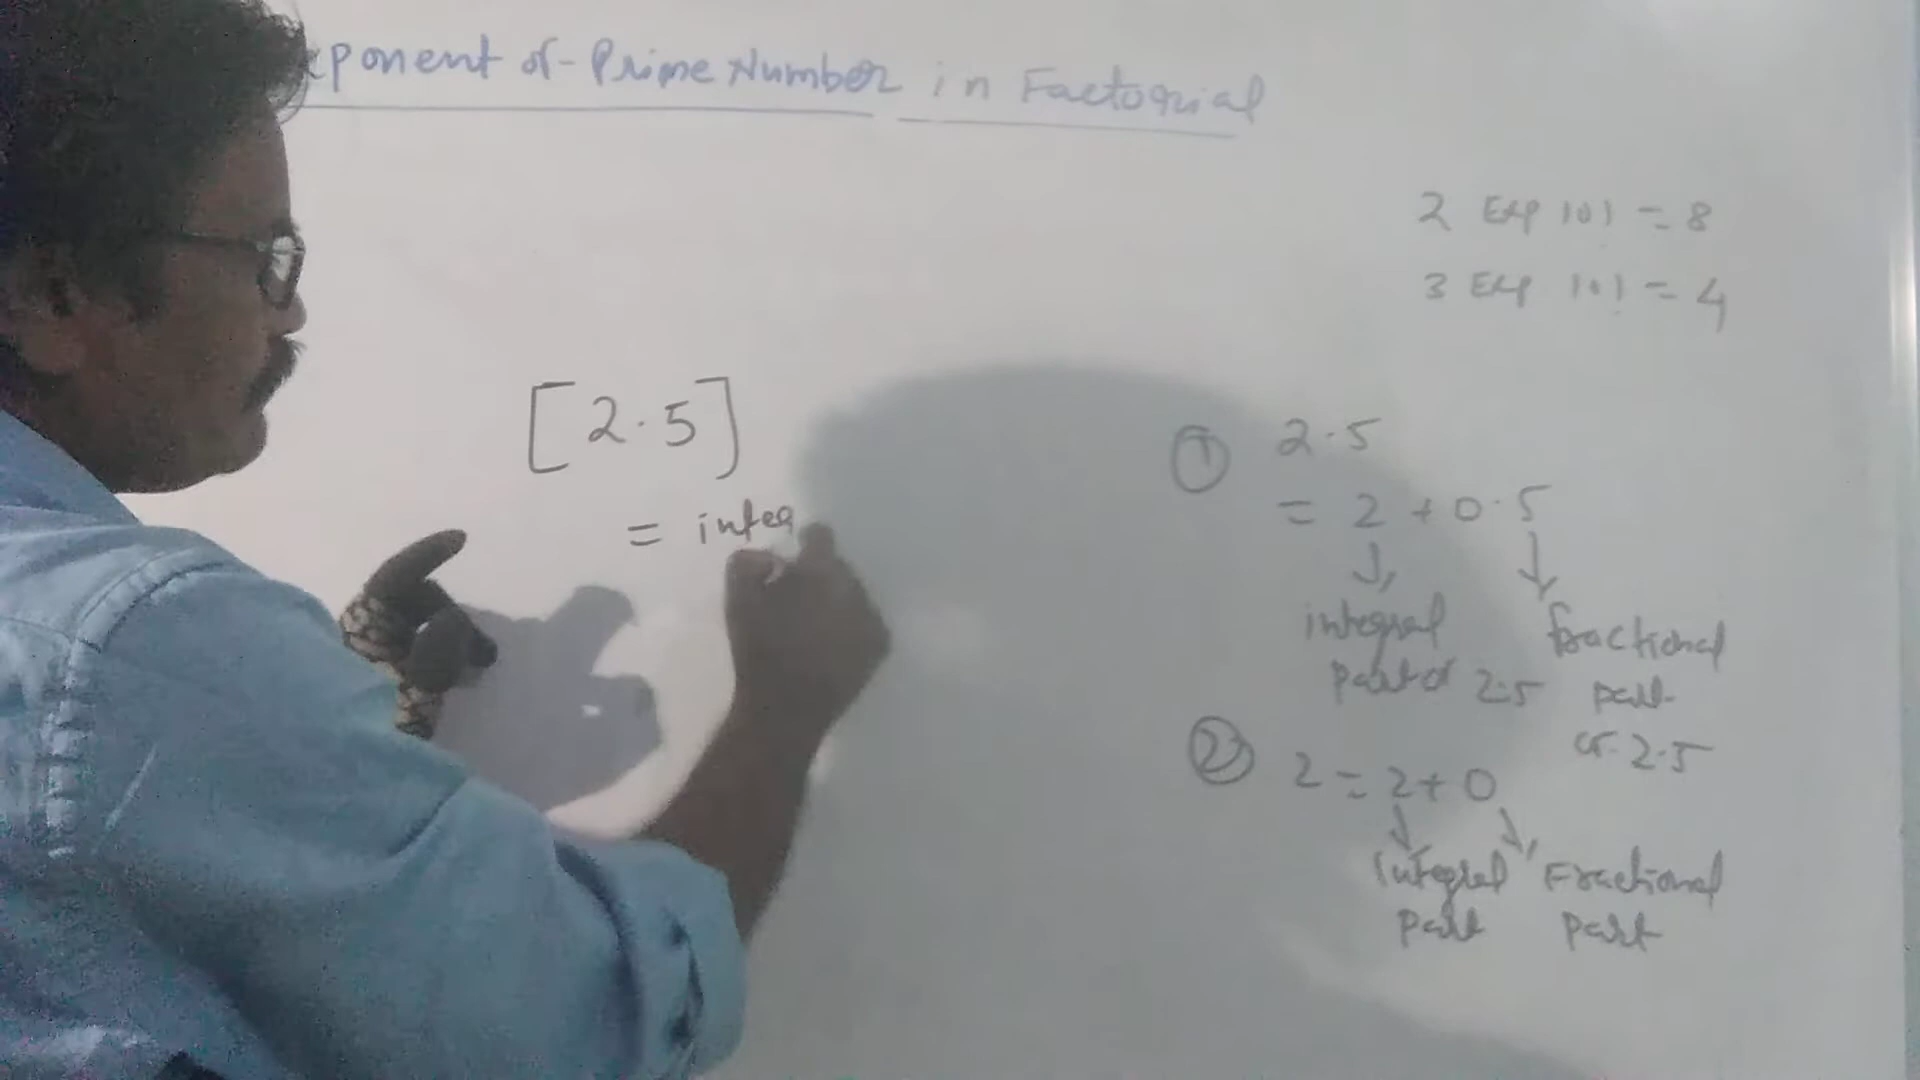 xponent of Prime Number in Factorial
2 Exp 10! = 8
3 Exp 10! = 4
[2.5]
= integ
① 2.5
= 2 + 0.5
integral fractional
part of 2.5 part
of 2.5
② 2 = 2 + 0
Integral Fractional
part part